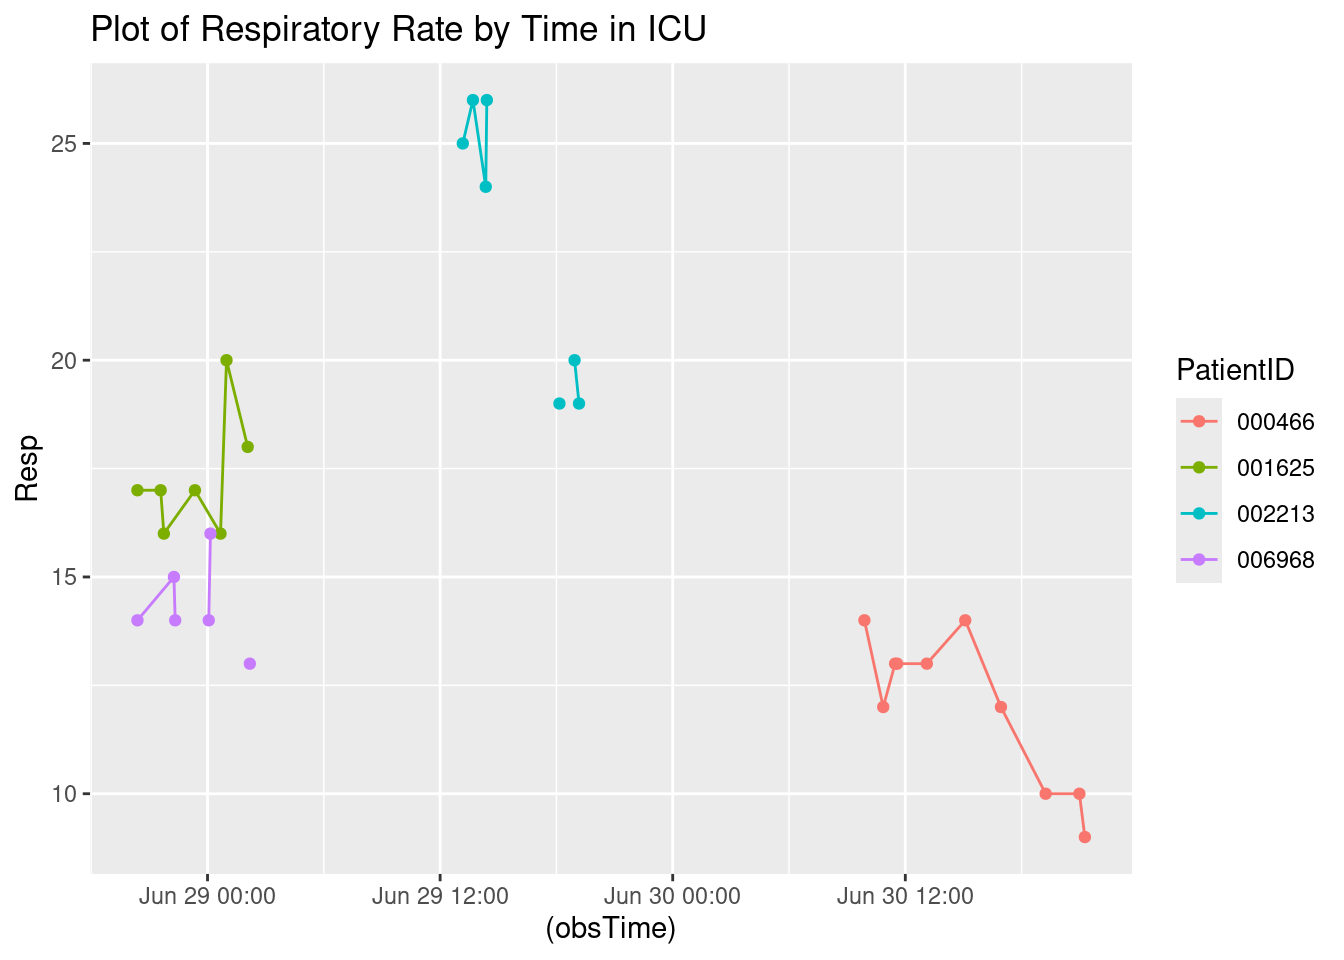 Plot of Respiratory Rate by Time in ICU
25
20
15
10
Resp
Jun 29 00:00
Jun 29 12:00
Jun 30 00:00
Jun 30 12:00
(obsTime)
PatientID
000466
001625
002213
006968